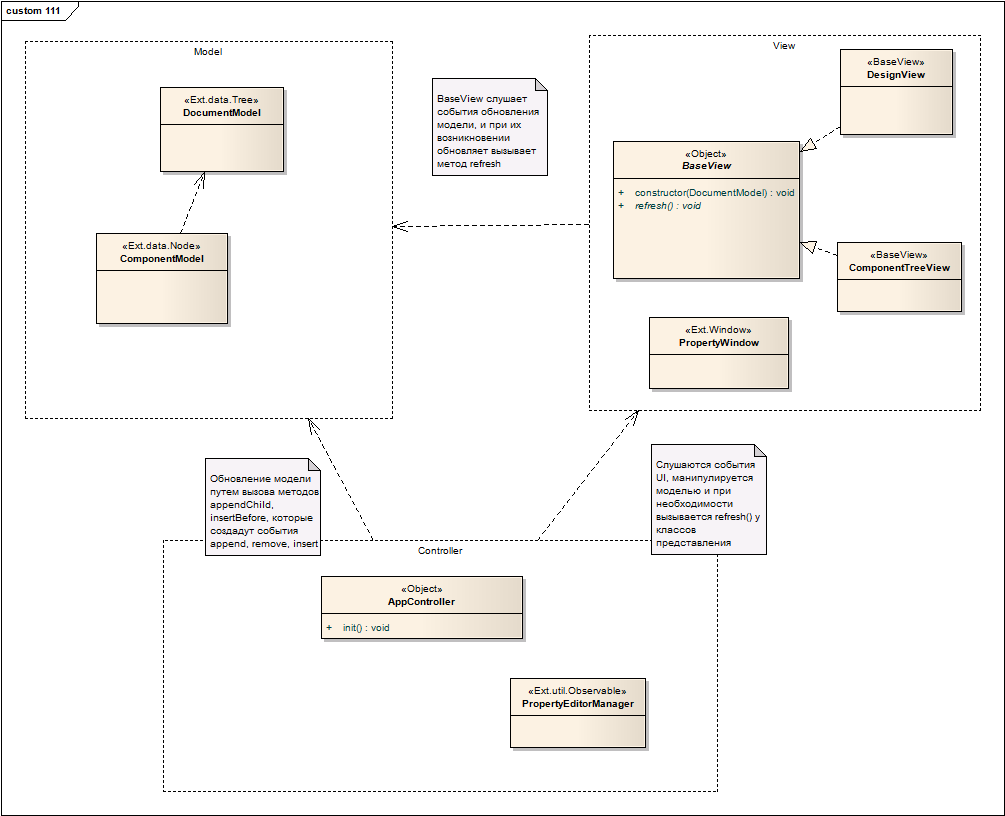 custom 111
Model
«Ext.data.Tree»
DocumentModel
«Ext.data.Node»
ComponentModel
BaseView слушает
события обновления
модели, и при их
возникновении
обновляет вызывает
метод refresh
View
«BaseView»
DesignView
«Object»
BaseView
+ constructor(DocumentModel) : void
+ refresh() : void
«BaseView»
ComponentTreeView
«Ext.Window»
PropertyWindow
Обновление модели
путем вызова методов
appendChild,
insertBefore, которые
создадут события
append, remove, insert
Слушаются события
UI, манипулируется
моделью и при
необходимости
вызывается refresh() у
классов
представления
Controller
«Object»
AppController
+ init() : void
«Ext.util.Observable»
PropertyEditorManager